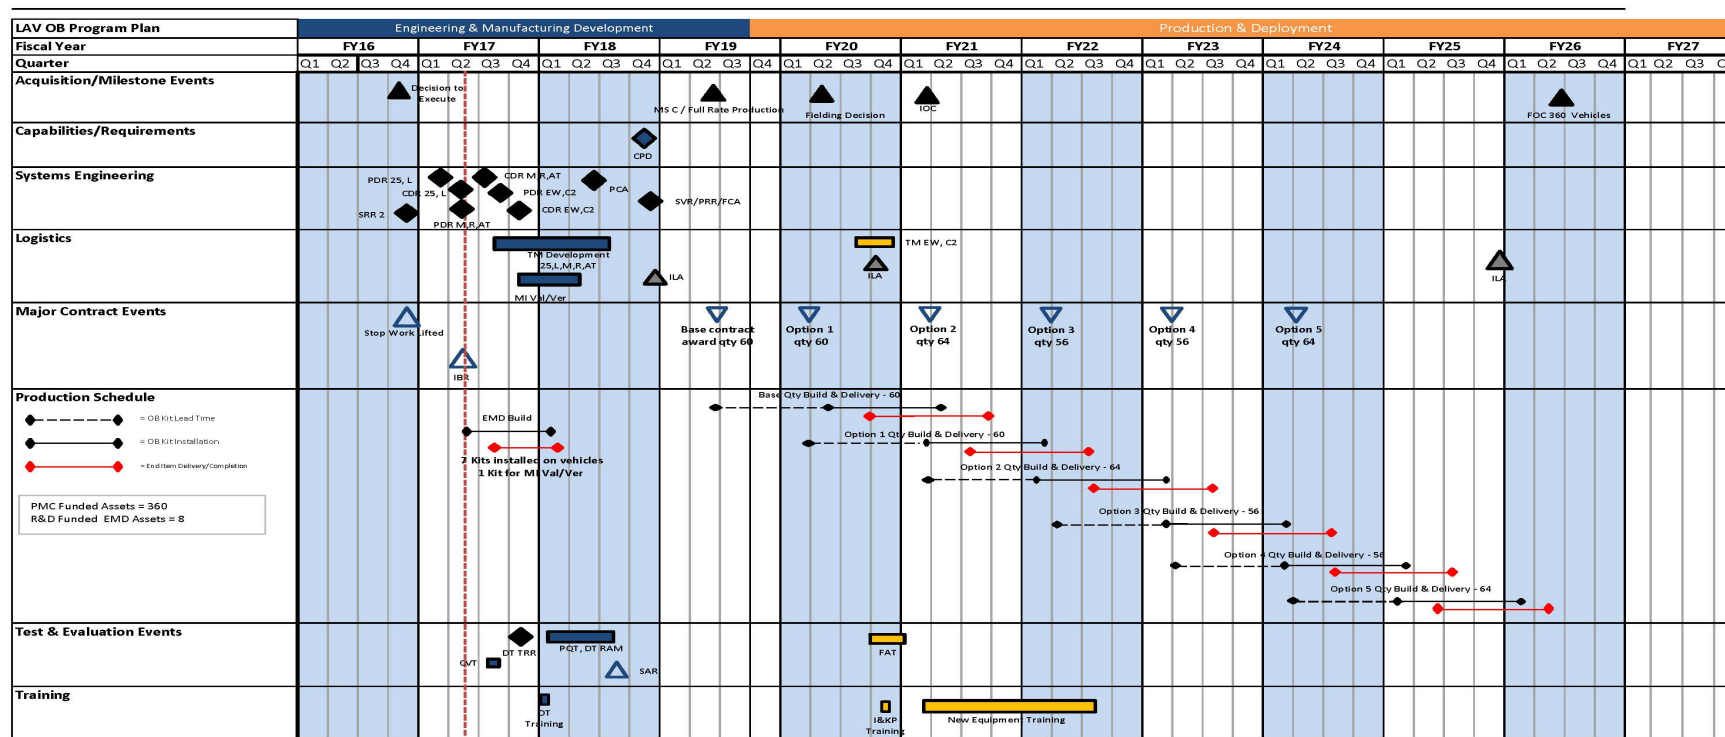 LAV OB Program Plan Engineering & Manufacturing Development Production & Deployment
Fiscal Year FY16 FY17 FY18 FY19 FY20 FY21 FY22 FY23 FY24 FY25 FY26 FY27
Quarter Q1 Q2 Q3 Q4 Q1 Q2 Q3 Q4 Q1 Q2 Q3 Q4 Q1 Q2 Q3 Q4 Q1 Q2 Q3 Q4 Q1 Q2 Q3 Q4 Q1 Q2 Q3 Q4 Q1 Q2 Q3 Q4 Q1 Q2 Q3 Q4 Q1 Q2 Q3 Q4 Q1 Q2 Q3 Q4 Q1 Q2 Q3 Q4
Acquisition/Milestone Events
Decision to
Execute
MS C / Full Rate Production
Fielding Decision
IOC
FOC 360 Vehicles
Capabilities/Requirements
CPD
Systems Engineering
PDR 25, L
CDR M,R,AT
CDR 25, L
PDR EW,C2
PCA
SVR/PRR/FCA
SRR 2
CDR EW,C2
PDR M,R,AT
Logistics
TM Development
25,L,M,R,AT
TM EW, C2
ILA
ILA
ILA
MI Val/Ver
Major Contract Events
Stop Work Lifted
IBR
Base contract
award qty 60
Option 1
qty 60
Option 2
qty 64
Option 3
qty 56
Option 4
qty 56
Option 5
qty 64
Production Schedule
= OB Kit Lead Time
= OB Kit Installation
= End Item Delivery/Completion
PMC Funded Assets = 360
R&D Funded EMD Assets = 8
EMD Build
7 Kits installed on vehicles
1 Kit for MI Val/Ver
Base Qty Build & Delivery - 60
Option 1 Qty Build & Delivery - 60
Option 2 Qty Build & Delivery - 64
Option 3 Qty Build & Delivery - 56
Option 4 Qty Build & Delivery - 56
Option 5 Qty Build & Delivery - 64
Test & Evaluation Events
DT TRR
PQT, DT RAM
FAT
QVT
SAR
Training
DT
Training
I&KP
Training
New Equipment Training